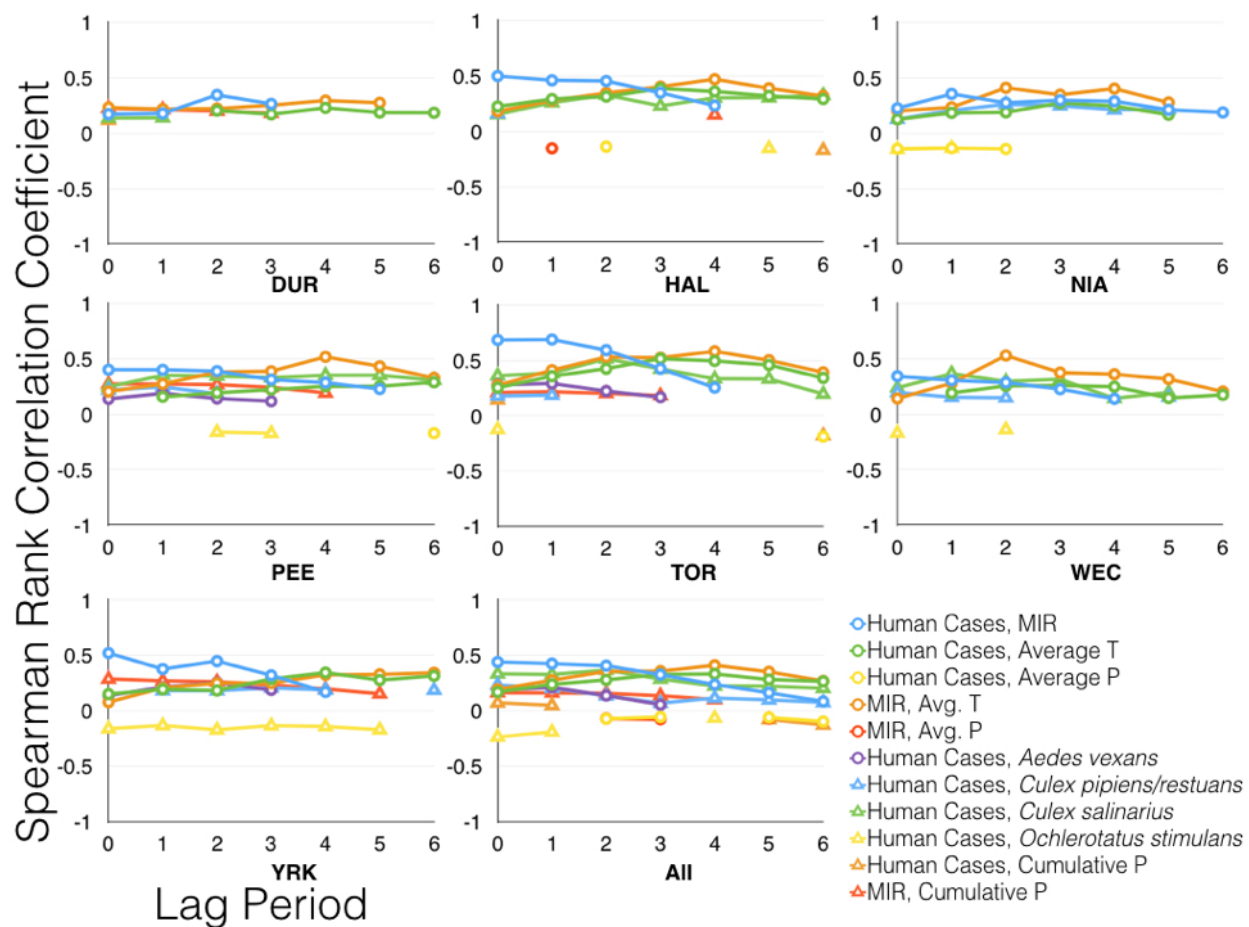 Spearman Rank Correlation Coefficient
1
0.5
0
-0.5
-1
0 1 2 3 4 5 6
DUR
1
0.5
0
-0.5
-1
0 1 2 3 4 5 6
HAL
1
0.5
0
-0.5
-1
0 1 2 3 4 5 6
NIA
1
0.5
0
-0.5
-1
0 1 2 3 4 5 6
PEE
1
0.5
0
-0.5
-1
0 1 2 3 4 5 6
TOR
1
0.5
0
-0.5
-1
0 1 2 3 4 5 6
WEC
1
0.5
0
-0.5
-1
0 1 2 3 4 5 6
YRK
1
0.5
0
-0.5
-1
0 1 2 3 4 5 6
All
Human Cases, MIR
Human Cases, Average T
Human Cases, Average P
MIR, Avg. T
MIR, Avg. P
Human Cases, Aedes vexans
Human Cases, Culex pipiens/restuans
Human Cases, Culex salinarius
Human Cases, Ochlerotatus stimulans
Human Cases, Cumulative P
MIR, Cumulative P
Lag Period